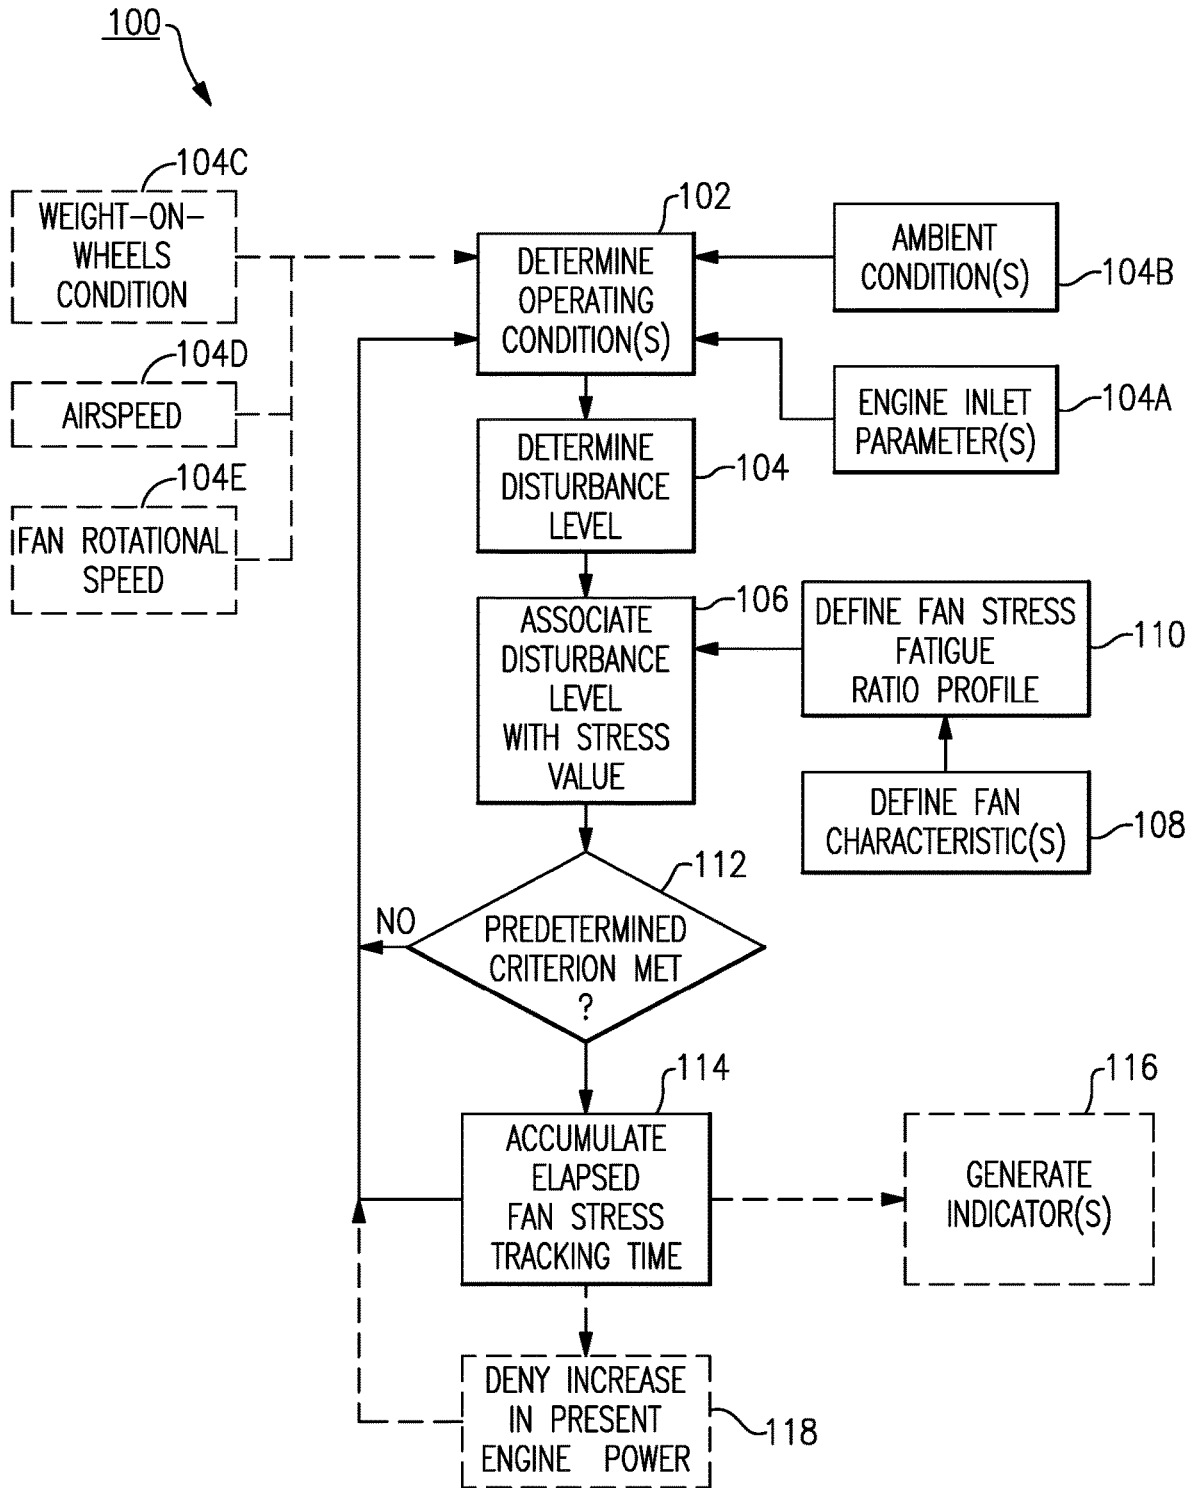 100
104C
WEIGHT-ON-
WHEELS
CONDITION
104D
AIRSPEED
104E
FAN ROTATIONAL
SPEED
102
DETERMINE
OPERATING
CONDITION(S)
AMBIENT
CONDITION(S)
104B
ENGINE INLET
PARAMETER(S)
104A
DETERMINE
DISTURBANCE
LEVEL
104
ASSOCIATE
DISTURBANCE
LEVEL
WITH STRESS
VALUE
106
DEFINE FAN STRESS
FATIGUE
RATIO PROFILE
110
DEFINE FAN
CHARACTERISTIC(S)
108
112
NO
PREDETERMINED
CRITERION MET
?
114
ACCUMULATE
ELAPSED
FAN STRESS
TRACKING TIME
116
GENERATE
INDICATOR(S)
DENY INCREASE
IN PRESENT
ENGINE POWER
118